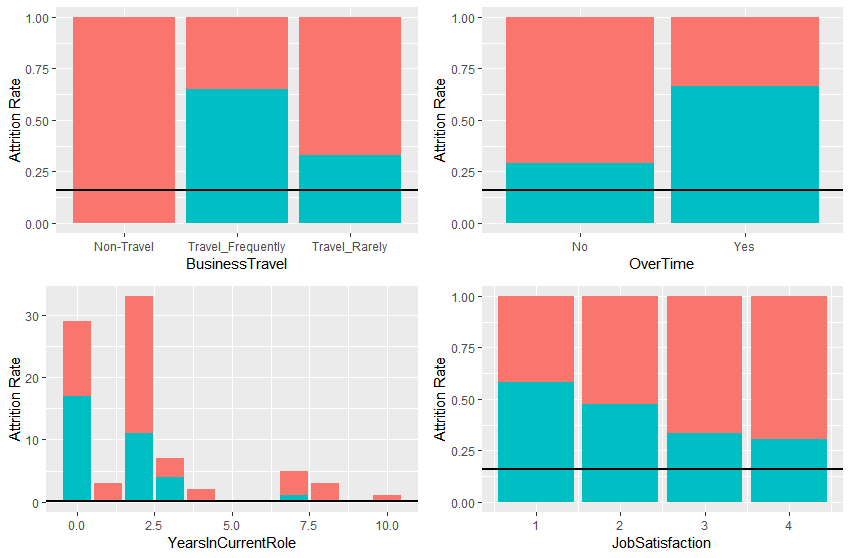 Attrition Rate
1.00
0.75
0.50
0.25
0.00
Non-Travel Travel_Frequently Travel_Rarely
BusinessTravel
Attrition Rate
1.00
0.75
0.50
0.25
0.00
No Yes
OverTime
Attrition Rate
30
20
10
0
0.0 2.5 5.0 7.5 10.0
YearsInCurrentRole
Attrition Rate
1.00
0.75
0.50
0.25
0.00
1 2 3 4
JobSatisfaction